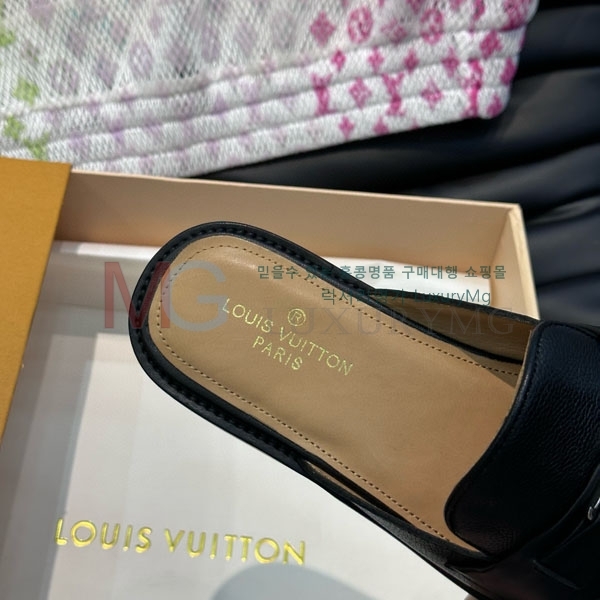 믿을수 있는 홍콩명품 구매대행 쇼핑몰
MG LUXURYMG
®
LOUIS VUITTON
PARIS
LOUIS VUITTON